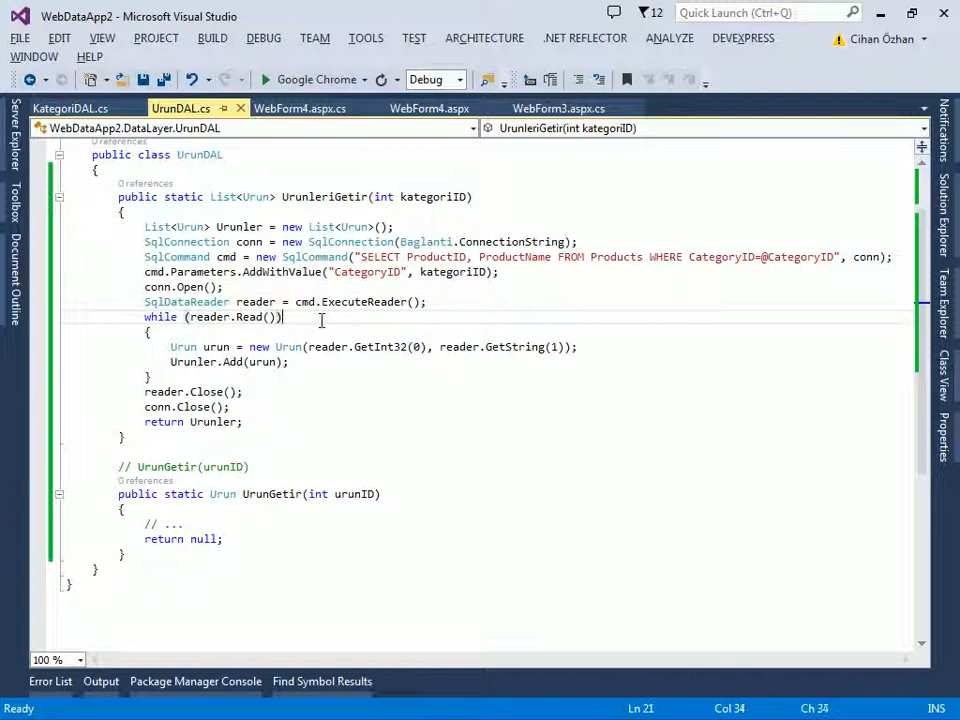 WebDataApp2 - Microsoft Visual Studio
12
Quick Launch (Ctrl+Q)
FILE EDIT VIEW PROJECT BUILD DEBUG TEAM TOOLS TEST ARCHITECTURE .NET REFLECTOR ANALYZE DEVEXPRESS
Cihan Özhan
WINDOW HELP
Google Chrome
Debug
KategoriDAL.cs UrunDAL.cs WebForm4.aspx.cs WebForm4.aspx WebForm3.aspx.cs
WebDataApp2.DataLayer.UrunDAL UrunleriGetir(int kategoriID)
Server Explorer
Toolbox
Document Outline
0 references
public class UrunDAL
{
0 references
public static List<Urun> UrunleriGetir(int kategoriID)
{
List<Urun> Urunler = new List<Urun>();
SqlConnection conn = new SqlConnection(Baglanti.ConnectionString);
SqlCommand cmd = new SqlCommand("SELECT ProductID, ProductName FROM Products WHERE CategoryID=@CategoryID", conn);
cmd.Parameters.AddWithValue("CategoryID", kategoriID);
conn.Open();
SqlDataReader reader = cmd.ExecuteReader();
while (reader.Read())
{
Urun urun = new Urun(reader.GetInt32(0), reader.GetString(1));
Urunler.Add(urun);
}
reader.Close();
conn.Close();
return Urunler;
}
// UrunGetir(urunID)
0 references
public static Urun UrunGetir(int urunID)
{
// ...
return null;
}
}
}
Notifications
Solution Explorer
Team Explorer
Class View
Properties
100 %
Error List Output Package Manager Console Find Symbol Results
Ready Ln 21 Col 34 Ch 34 INS